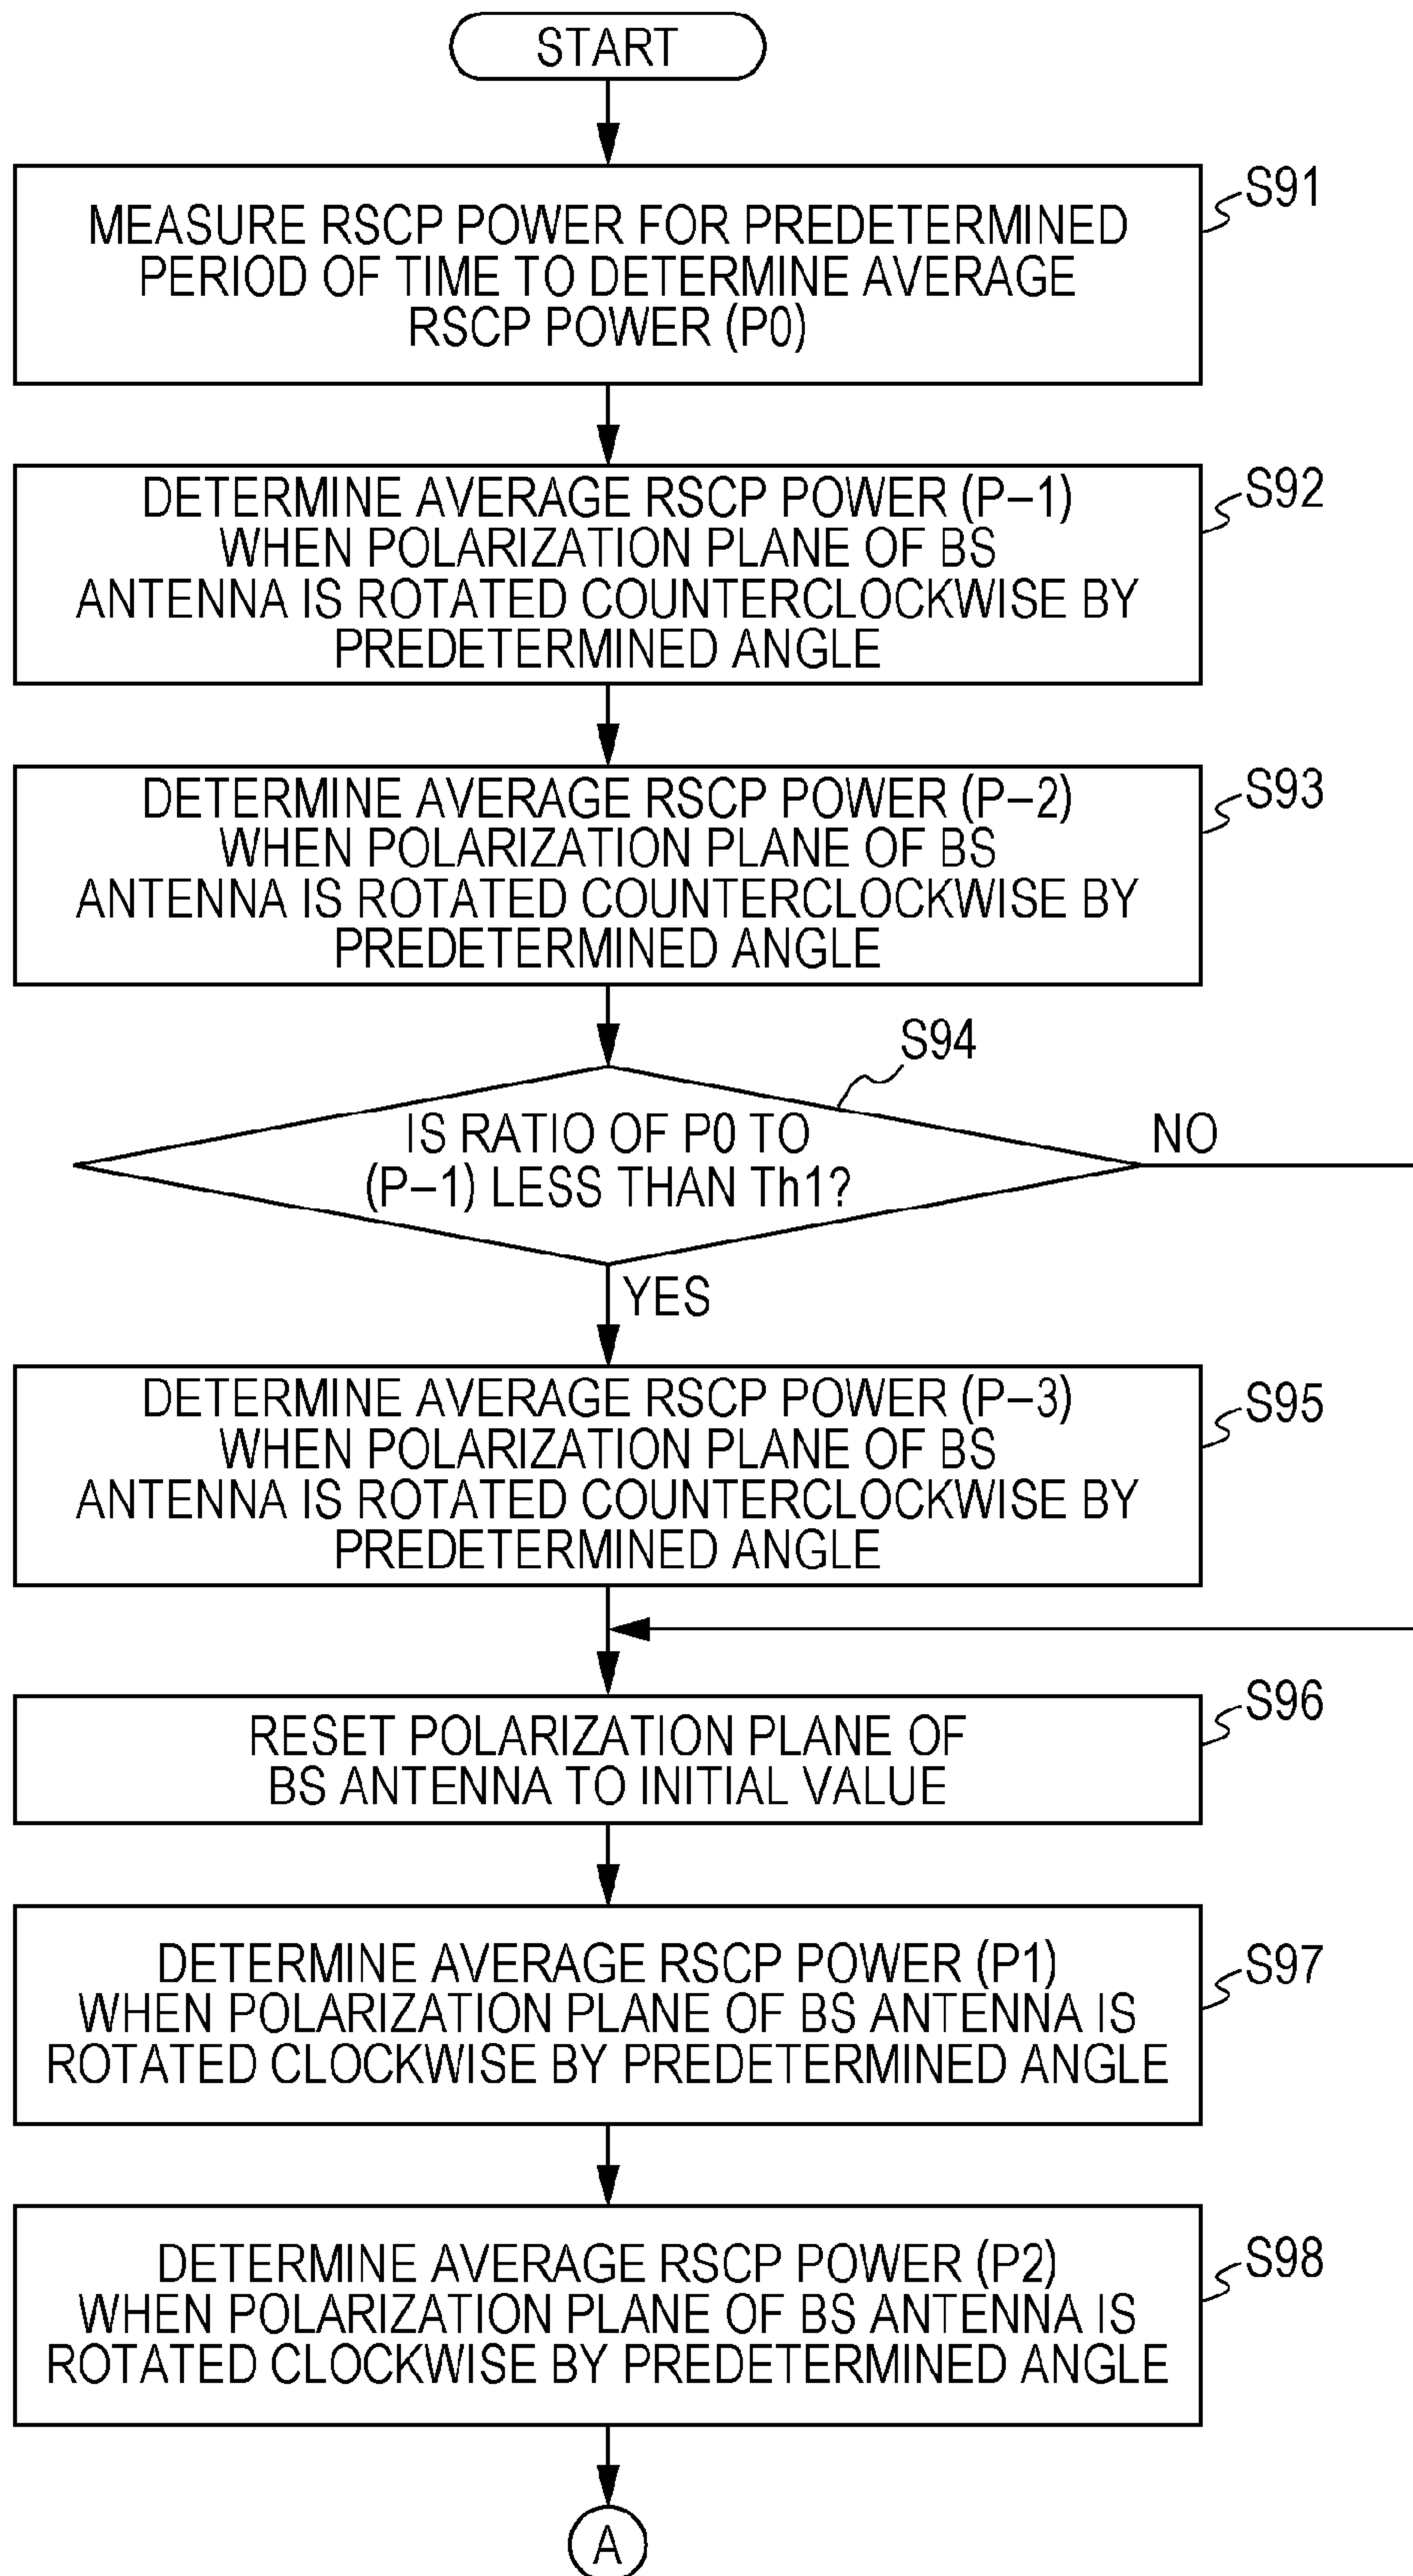 START
S91
MEASURE RSCP POWER FOR PREDETERMINED
PERIOD OF TIME TO DETERMINE AVERAGE
RSCP POWER (P0)
S92
DETERMINE AVERAGE RSCP POWER (P–1)
WHEN POLARIZATION PLANE OF BS
ANTENNA IS ROTATED COUNTERCLOCKWISE BY
PREDETERMINED ANGLE
S93
DETERMINE AVERAGE RSCP POWER (P–2)
WHEN POLARIZATION PLANE OF BS
ANTENNA IS ROTATED COUNTERCLOCKWISE BY
PREDETERMINED ANGLE
S94
IS RATIO OF P0 TO
(P–1) LESS THAN Th1?
NO
YES
S95
DETERMINE AVERAGE RSCP POWER (P–3)
WHEN POLARIZATION PLANE OF BS
ANTENNA IS ROTATED COUNTERCLOCKWISE BY
PREDETERMINED ANGLE
S96
RESET POLARIZATION PLANE OF
BS ANTENNA TO INITIAL VALUE
S97
DETERMINE AVERAGE RSCP POWER (P1)
WHEN POLARIZATION PLANE OF BS ANTENNA IS
ROTATED CLOCKWISE BY PREDETERMINED ANGLE
S98
DETERMINE AVERAGE RSCP POWER (P2)
WHEN POLARIZATION PLANE OF BS ANTENNA IS
ROTATED CLOCKWISE BY PREDETERMINED ANGLE
A